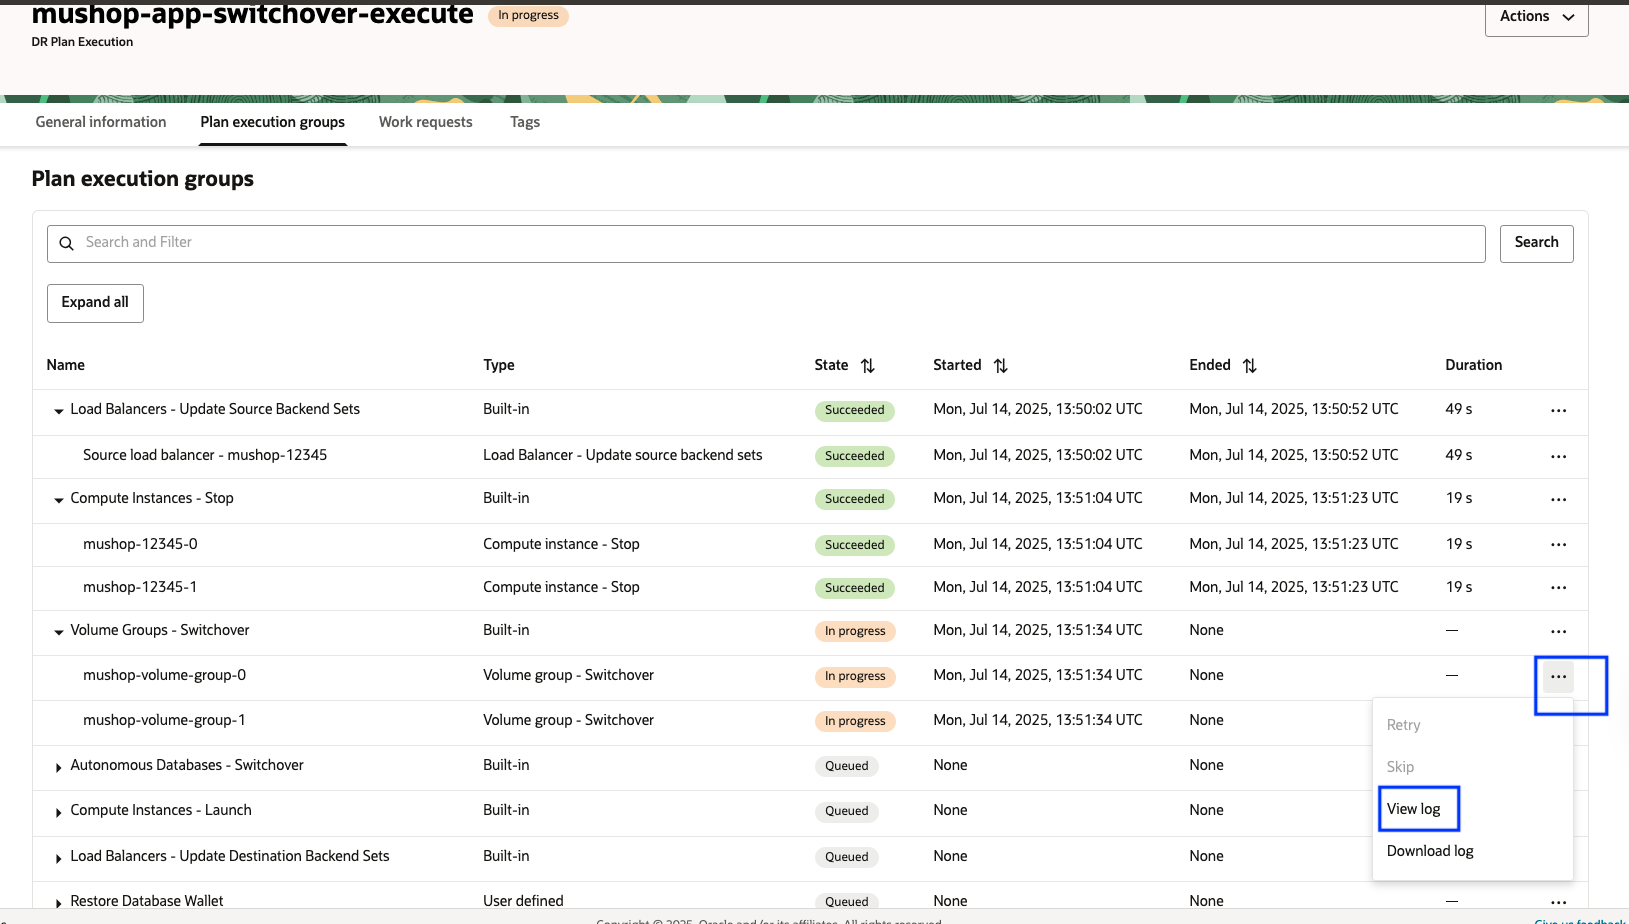 mushop-app-switchover-execute In progress
Actions
DR Plan Execution
General information Plan execution groups Work requests Tags
Plan execution groups
Search and Filter Search
Expand all
Name Type State Started Ended Duration
Load Balancers - Update Source Backend Sets Built-in Succeeded Mon, Jul 14, 2025, 13:50:02 UTC Mon, Jul 14, 2025, 13:50:52 UTC 49 s ...
Source load balancer - mushop-12345 Load Balancer - Update source backend sets Succeeded Mon, Jul 14, 2025, 13:50:02 UTC Mon, Jul 14, 2025, 13:50:52 UTC 49 s ...
Compute Instances - Stop Built-in Succeeded Mon, Jul 14, 2025, 13:51:04 UTC Mon, Jul 14, 2025, 13:51:23 UTC 19 s ...
mushop-12345-0 Compute instance - Stop Succeeded Mon, Jul 14, 2025, 13:51:04 UTC Mon, Jul 14, 2025, 13:51:23 UTC 19 s ...
mushop-12345-1 Compute instance - Stop Succeeded Mon, Jul 14, 2025, 13:51:04 UTC Mon, Jul 14, 2025, 13:51:23 UTC 19 s ...
Volume Groups - Switchover Built-in In progress Mon, Jul 14, 2025, 13:51:34 UTC None — ...
mushop-volume-group-0 Volume group - Switchover In progress Mon, Jul 14, 2025, 13:51:34 UTC None — ...
mushop-volume-group-1 Volume group - Switchover In progress Mon, Jul 14, 2025, 13:51:34 UTC None
Retry
Skip
View log
Download log
Autonomous Databases - Switchover Built-in Queued None None
Compute Instances - Launch Built-in Queued None None
Load Balancers - Update Destination Backend Sets Built-in Queued None None
Restore Database Wallet User defined Queued None None — ...
Copyright © 2025, Oracle and/or its affiliates. All rights reserved.
Give us feedback